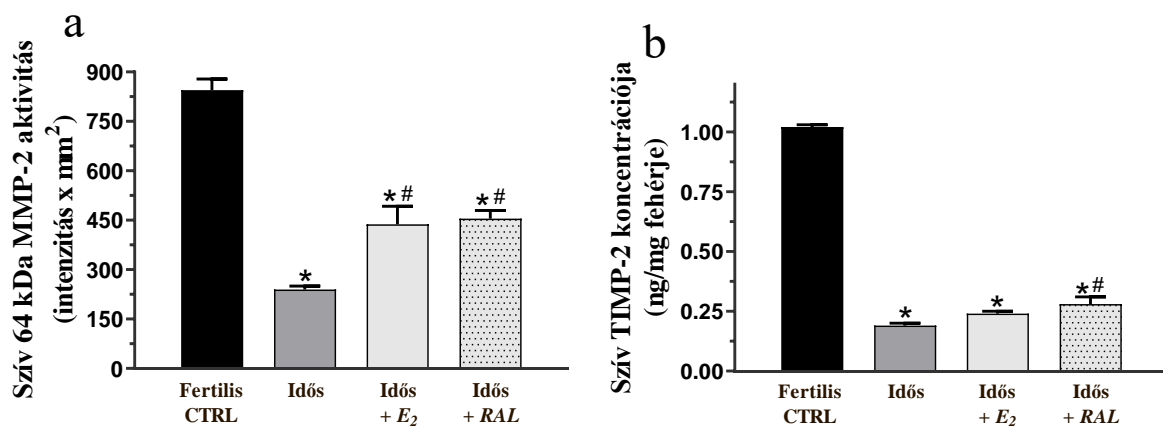 a
Szív 64 kDa MMP-2 aktivitás
(intenzitás x mm²)
900
750
600
450
300
150
0
*
* #
* #
Fertilis
CTRL
Idős
Idős
+ E₂
Idős
+ RAL
b
Szív TIMP-2 koncentrációja
(ng/mg fehérje)
1.00
0.75
0.50
0.25
0.00
*
*
* #
Fertilis
CTRL
Idős
Idős
+ E₂
Idős
+ RAL